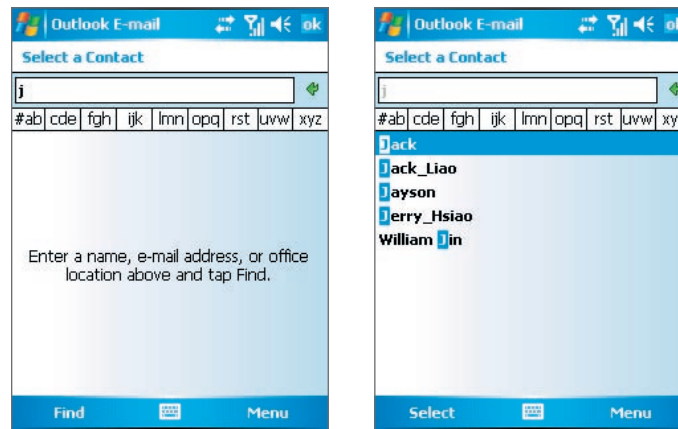 Outlook E-mail ok
Select a Contact
j
#ab cde fgh ijk lmn opq rst uvw xyz
Enter a name, e-mail address, or office
location above and tap Find.
Find Menu
Outlook E-mail ok
Select a Contact
j
#ab cde fgh ijk lmn opq rst uvw xy
Jack
Jack_Liao
Jayson
Jerry_Hsiao
William Jin
Select Menu